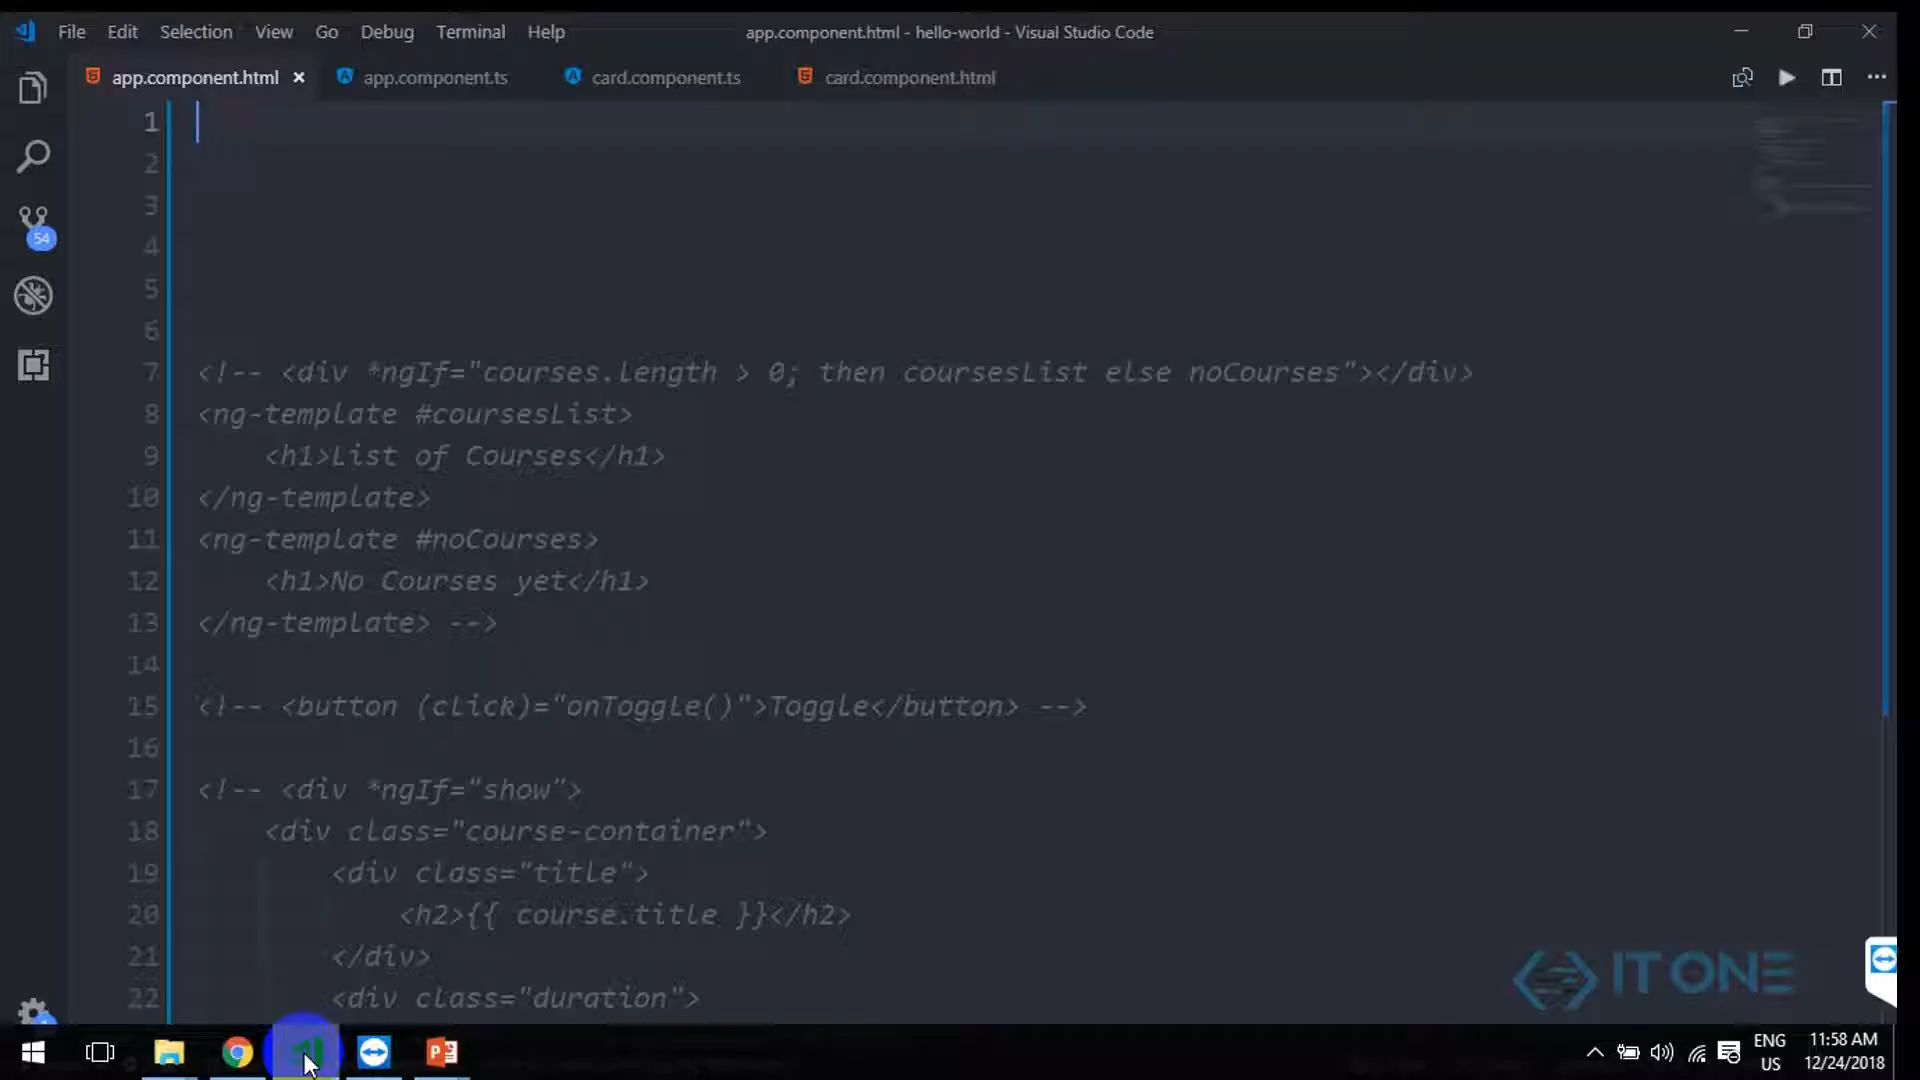 File Edit Selection View Go Debug Terminal Help app.component.html - hello-world - Visual Studio Code
app.component.html app.component.ts card.component.ts card.component.html
1
2
3
4
5
6
7 <!-- <div *ngIf="courses.length > 0; then coursesList else noCourses"></div>
8 <ng-template #coursesList>
9 <h1>List of Courses</h1>
10 </ng-template>
11 <ng-template #noCourses>
12 <h1>No Courses yet</h1>
13 </ng-template> -->
14
15 <!-- <button (click)="onToggle()">Toggle</button> -->
16
17 <!-- <div *ngIf="show">
18 <div class="course-container">
19 <div class="title">
20 <h2>{{ course.title }}</h2>
21 </div>
22 <div class="duration">
54
IT ONE
ENG
US
11:58 AM
12/24/2018